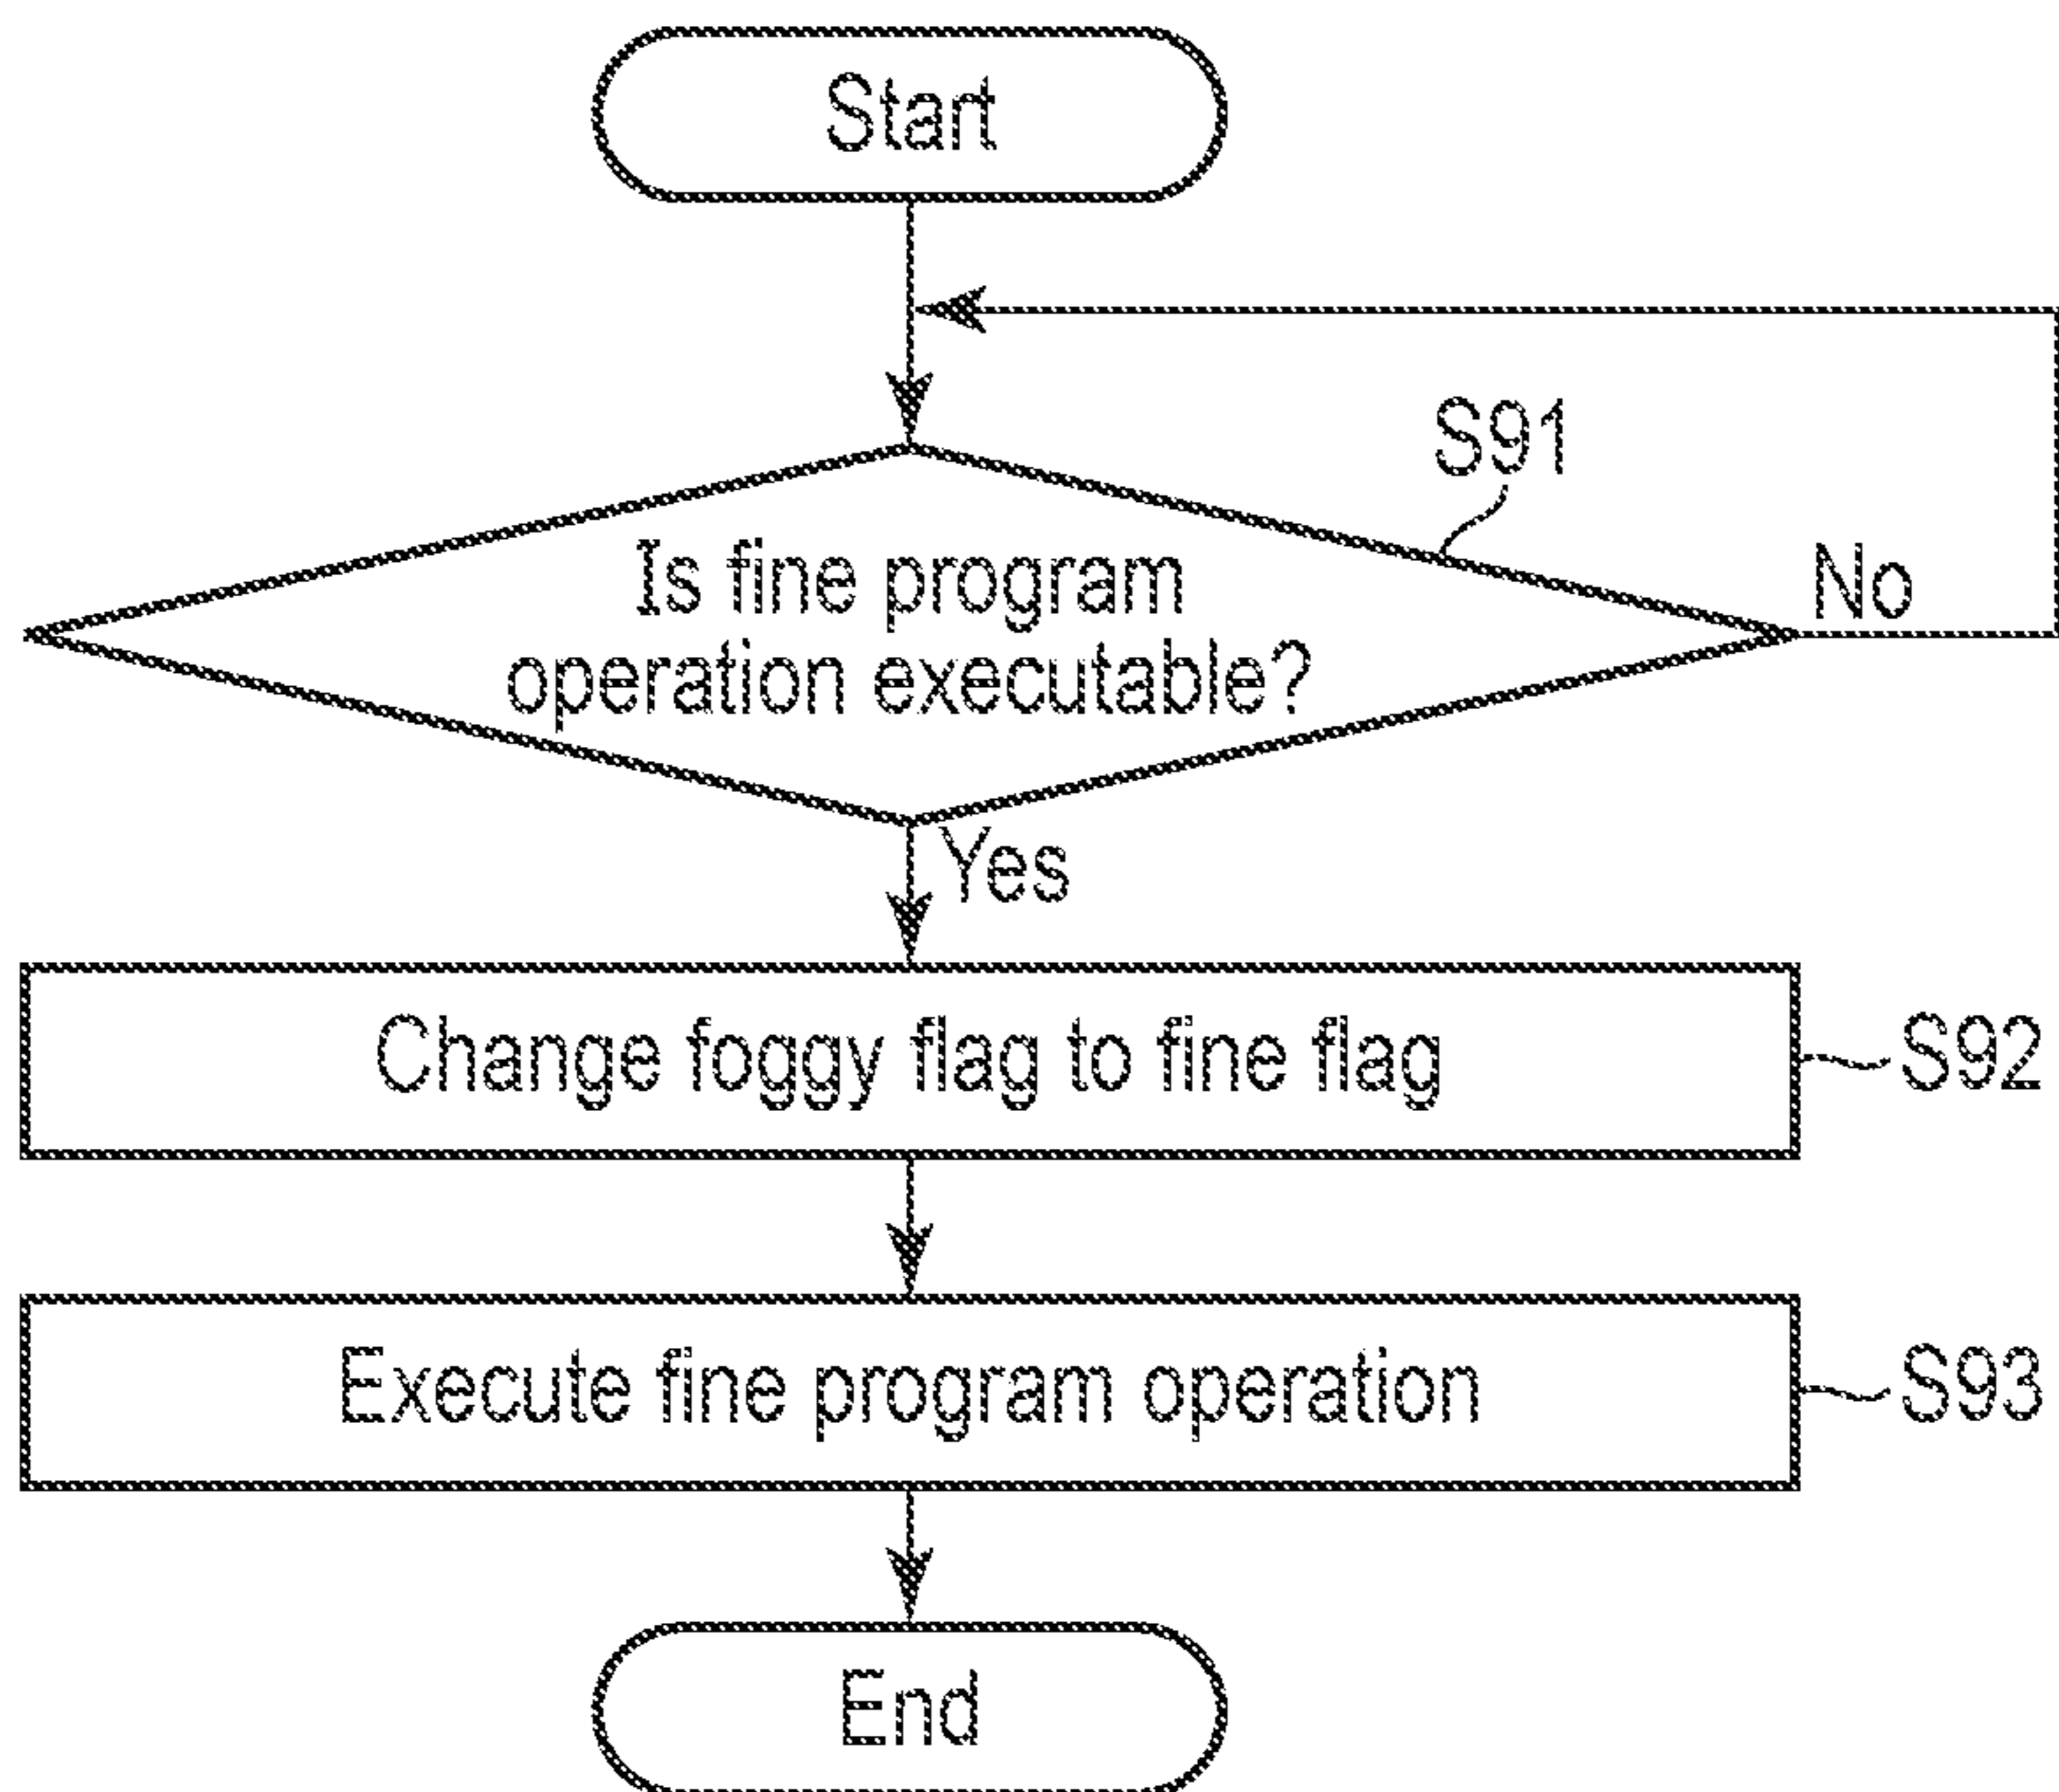 Start
S91
Is fine program
operation executable?
No
Yes
Change foggy flag to fine flag
S92
Execute fine program operation
S93
End